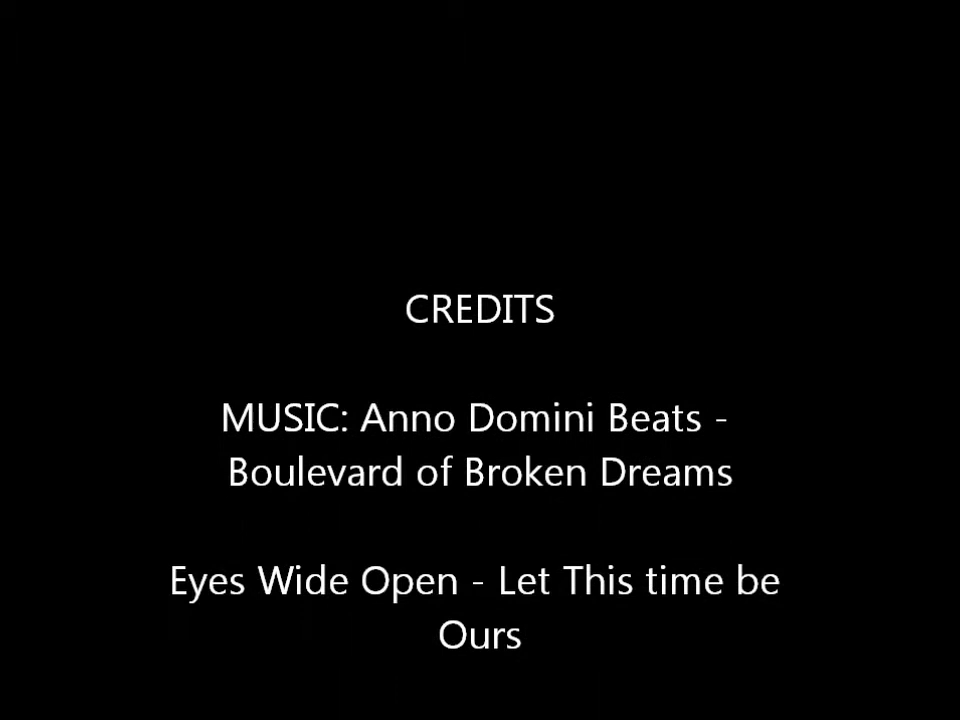 CREDITS
MUSIC: Anno Domini Beats -
Boulevard of Broken Dreams
Eyes Wide Open - Let This time be
Ours